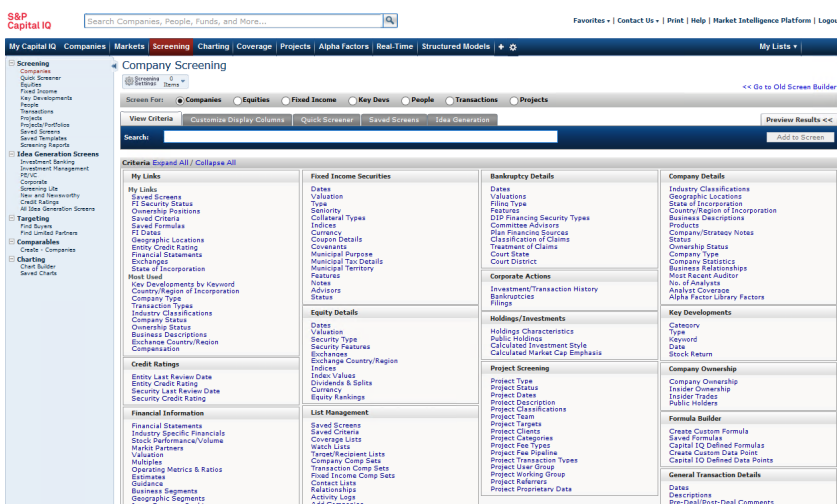 S&P
Capital IQ
Search Companies, People, Funds, and More...
Favorites ▾ | Contact Us ▾ | Print | Help | Market Intelligence Platform | Logou
My Capital IQ Companies Markets Screening Charting Coverage Projects Alpha Factors Real-Time Structured Models + My Lists ▾
Screening
Companies
Quick Screener
Equities
Fixed Income
Key Developments
People
Transactions
Projects
Projects/Portfolios
Saved Screens
Saved Templates
Screening Reports
Idea Generation Screens
Investment Banking
Investment Management
PE/VC
Corporate
Screening Lite
New and Newsworthy
Credit Ratings
All Idea Generation Screens
Targeting
Find Buyers
Find Limited Partners
Comparables
Create - Companies
Charting
Chart Builder
Saved Charts
Company Screening
Screening Settings 0 Items
<< Go to Old Screen Builder
Screen For: Companies Equities Fixed Income Key Devs People Transactions Projects
View Criteria Customize Display Columns Quick Screener Saved Screens Idea Generation Preview Results <<
Search: Add to Screen
Criteria Expand All / Collapse All
My Links
My Links
Saved Screens
FI Security Status
Ownership Positions
Saved Criteria
Saved Formulas
FI Dates
Geographic Locations
Entity Credit Rating
Financial Statements
Exchanges
State of Incorporation
Most Used
Key Developments by Keyword
Country/Region of Incorporation
Company Type
Transaction Types
Industry Classifications
Company Status
Ownership Status
Business Descriptions
Exchange Country/Region
Compensation
Credit Ratings
Entity Last Review Date
Entity Credit Rating
Security Last Review Date
Security Credit Rating
Financial Information
Financial Statements
Industry Specific Financials
Stock Performance/Volume
Markit Partners
Valuation
Multiples
Operating Metrics & Ratios
Estimates
Guidance
Business Segments
Geographic Segments
Fixed Income Securities
Dates
Valuation
Type
Seniority
Collateral Types
Indices
Currency
Coupon Details
Covenants
Municipal Purpose
Municipal Tax Details
Municipal Territory
Features
Notes
Advisors
Status
Equity Details
Dates
Valuation
Security Type
Security Features
Exchanges
Exchange Country/Region
Indices
Index Values
Dividends & Splits
Currency
Equity Rankings
List Management
Saved Screens
Saved Criteria
Coverage Lists
Watch Lists
Target/Recipient Lists
Company Comp Sets
Transaction Comp Sets
Fixed Income Comp Sets
Contact Lists
Relationships
Activity Logs
Bankruptcy Details
Dates
Valuations
Filing Type
Features
DIP Financing Security Types
Committee Advisors
Plan Financing Sources
Classification of Claims
Treatment of Claims
Court State
Court District
Corporate Actions
Investment/Transaction History
Bankruptcies
Filings
Holdings/Investments
Holdings Characteristics
Public Holdings
Calculated Investment Style
Calculated Market Cap Emphasis
Project Screening
Project Type
Project Status
Project Dates
Project Description
Project Classifications
Project Team
Project Targets
Project Clients
Project Categories
Project Fee Types
Project Fee Pipeline
Project Transaction Types
Project User Group
Project Working Group
Project Referrers
Project Proprietary Data
Company Details
Industry Classifications
Geographic Locations
State of Incorporation
Country/Region of Incorporation
Business Descriptions
Products
Company/Strategy Notes
Status
Ownership Status
Company Type
Company Statistics
Business Relationships
Most Recent Auditor
No. of Analysts
Analyst Coverage
Alpha Factor Library Factors
Key Developments
Category
Type
Keyword
Date
Stock Return
Company Ownership
Company Ownership
Insider Ownership
Insider Trades
Public Holders
Formula Builder
Create Custom Formula
Saved Formulas
Capital IQ Defined Formulas
Create Custom Data Point
Capital IQ Defined Data Points
General Transaction Details
Dates
Descriptions
Pre-Deal/Post-Deal Comments